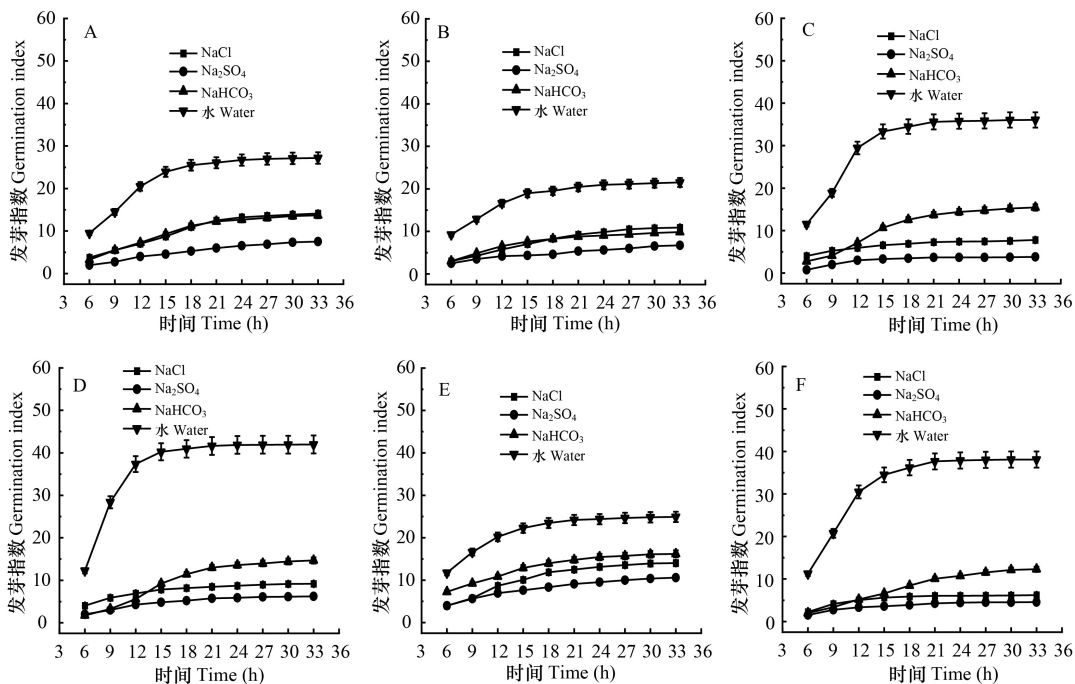 A
NaCl
Na₂SO₄
NaHCO₃
水 Water
发芽指数 Germination index
60
50
40
30
20
10
0
3 6 9 12 15 18 21 24 27 30 33 36
时间 Time (h)
B
NaCl
Na₂SO₄
NaHCO₃
水 Water
发芽指数 Germination index
60
50
40
30
20
10
0
3 6 9 12 15 18 21 24 27 30 33 36
时间 Time (h)
C
NaCl
Na₂SO₄
NaHCO₃
水 Water
发芽指数 Germination index
60
50
40
30
20
10
0
3 6 9 12 15 18 21 24 27 30 33 36
时间 Time (h)
D
NaCl
Na₂SO₄
NaHCO₃
水 Water
发芽指数 Germination index
60
50
40
30
20
10
0
3 6 9 12 15 18 21 24 27 30 33 36
时间 Time (h)
E
NaCl
Na₂SO₄
NaHCO₃
水 Water
发芽指数 Germination index
60
50
40
30
20
10
0
3 6 9 12 15 18 21 24 27 30 33 36
时间 Time (h)
F
NaCl
Na₂SO₄
NaHCO₃
水 Water
发芽指数 Germination index
60
50
40
30
20
10
0
3 6 9 12 15 18 21 24 27 30 33 36
时间 Time (h)